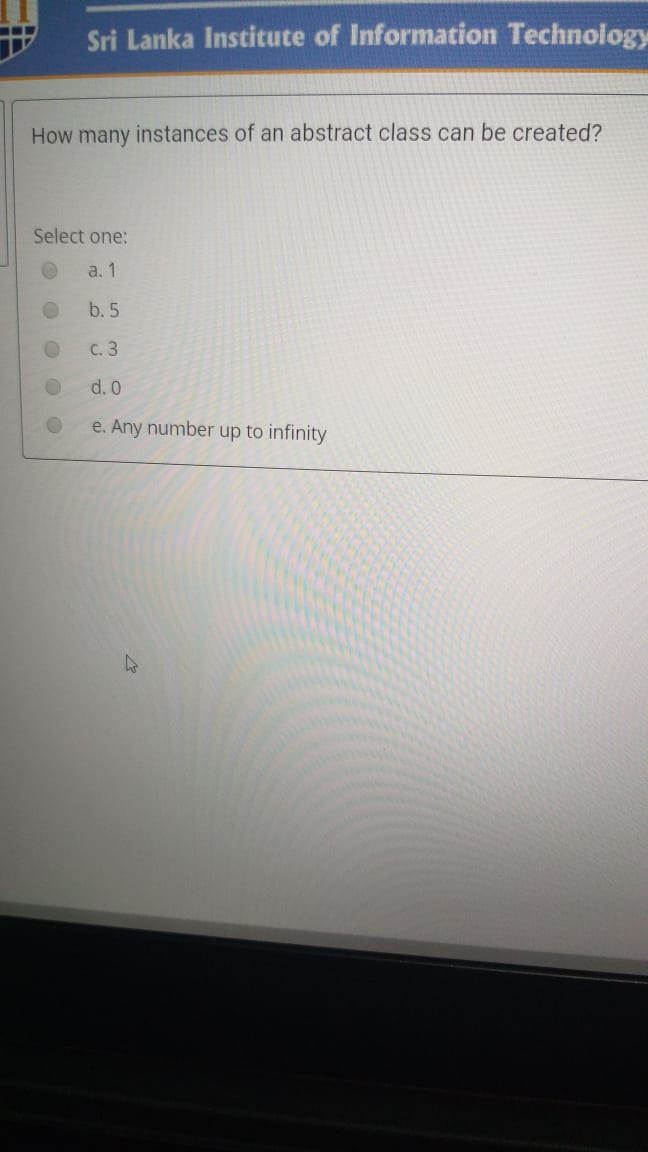 Sri Lanka Institute of Information Technology
How many instances of an abstract class can be created?
Select one:
a. 1
b. 5
c. 3
d. 0
e. Any number up to infinity